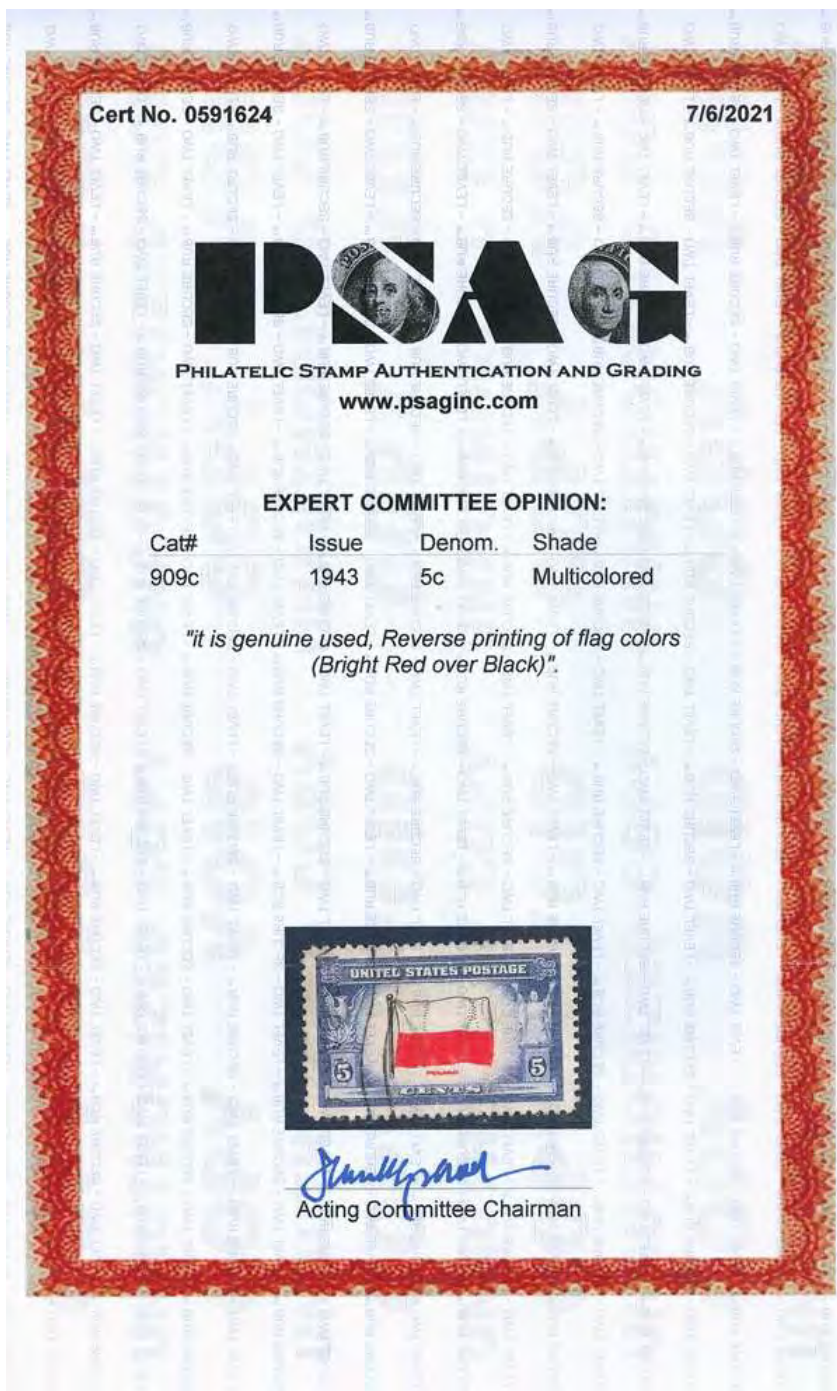 Cert No. 0591624 7/6/2021
PSAG
PHILATELIC STAMP AUTHENTICATION AND GRADING
www.psaginc.com
EXPERT COMMITTEE OPINION:
Cat# Issue Denom. Shade
909c 1943 5c Multicolored
"it is genuine used, Reverse printing of flag colors
(Bright Red over Black)".
UNITED STATES POSTAGE
POLAND
5 5
CENTS
Acting Committee Chairman